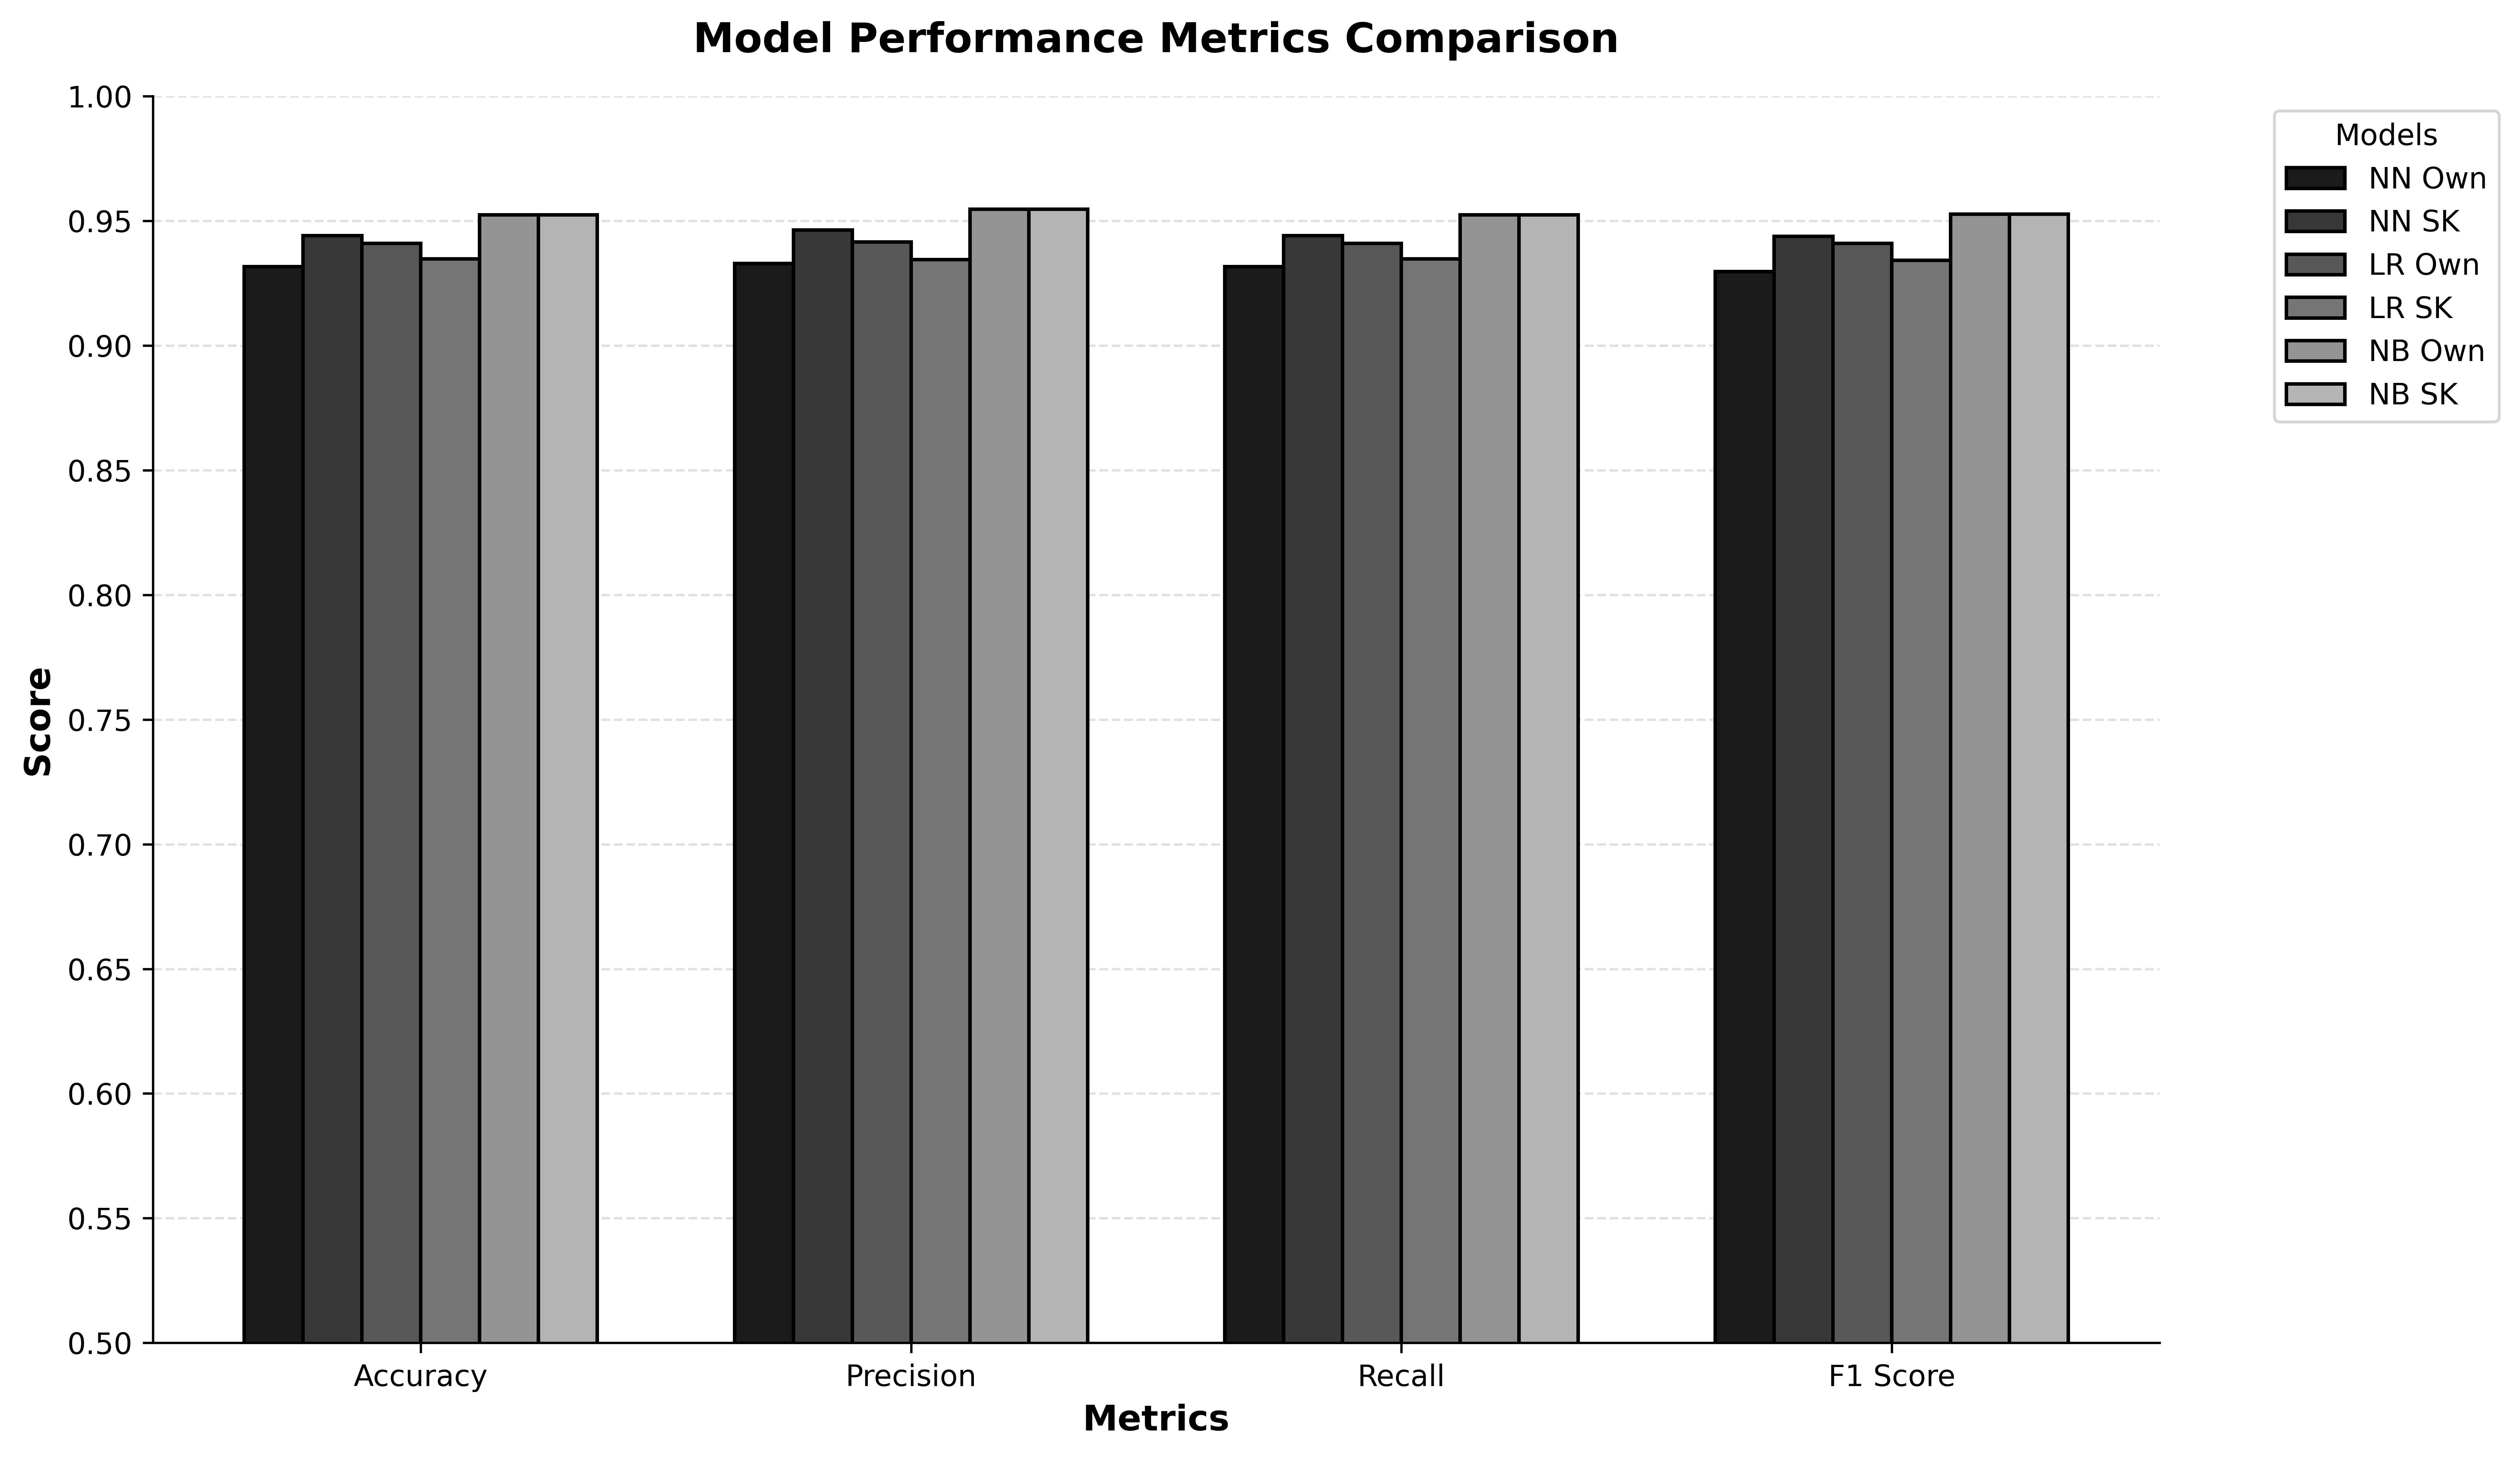 Model Performance Metrics Comparison
1.00
0.95
0.90
0.85
0.80
0.75
0.70
0.65
0.60
0.55
0.50
Score
Accuracy
Precision
Recall
F1 Score
Metrics
Models
NN Own
NN SK
LR Own
LR SK
NB Own
NB SK